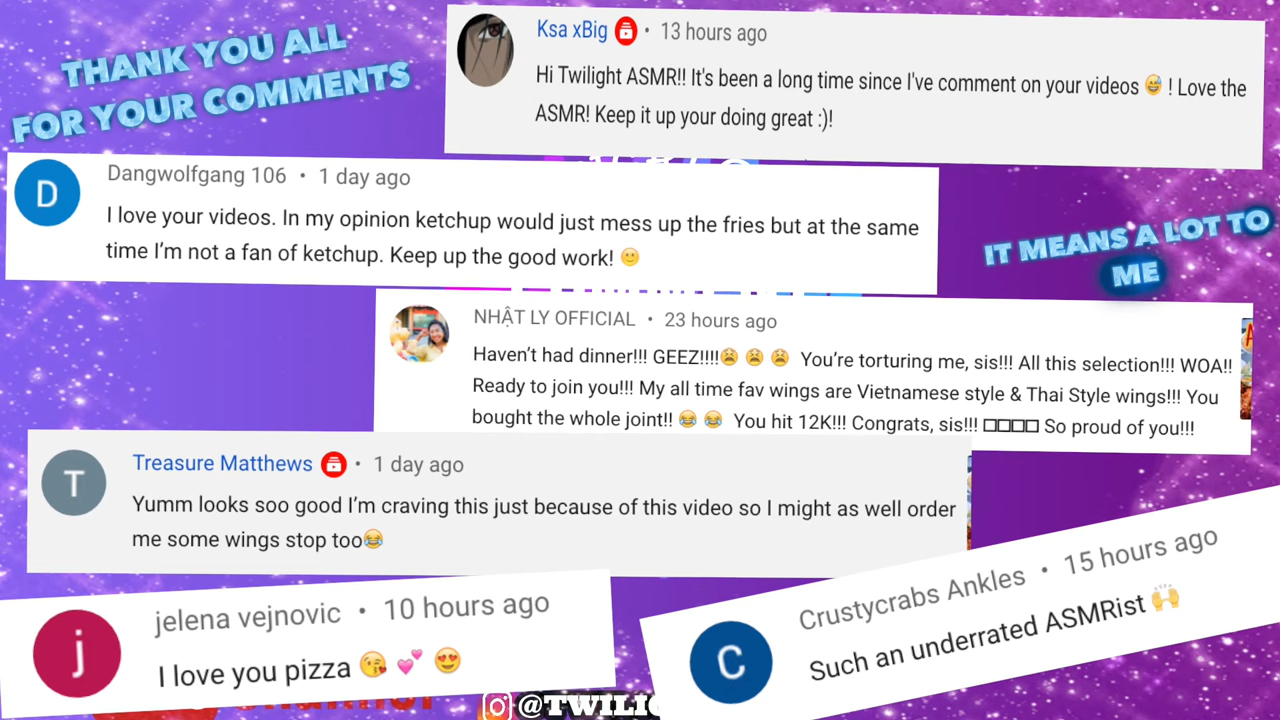 THANK YOU ALL
FOR YOUR COMMENTS
Ksa xBig • 13 hours ago
Hi Twilight ASMR!! It's been a long time since I've comment on your videos 😅 ! Love the
ASMR! Keep it up your doing great :)!
D
Dangwolfgang 106 • 1 day ago
I love your videos. In my opinion ketchup would just mess up the fries but at the same
time I'm not a fan of ketchup. Keep up the good work! 🙂
IT MEANS A LOT TO
ME
NHẬT LY OFFICIAL • 23 hours ago
Haven't had dinner!!! GEEZ!!!!😫 😫 😫 You're torturing me, sis!!! All this selection!!! WOA!!
Ready to join you!!! My all time fav wings are Vietnamese style & Thai Style wings!!! You
bought the whole joint!! 😂 😂 You hit 12K!!! Congrats, sis!!! □□□□ So proud of you!!!
T
Treasure Matthews • 1 day ago
Yumm looks soo good I'm craving this just because of this video so I might as well order
me some wings stop too😂
j
jelena vejnovic • 10 hours ago
I love you pizza 😘 💕 😍
C
Crustycrabs Ankles • 15 hours ago
Such an underrated ASMRist 🙌